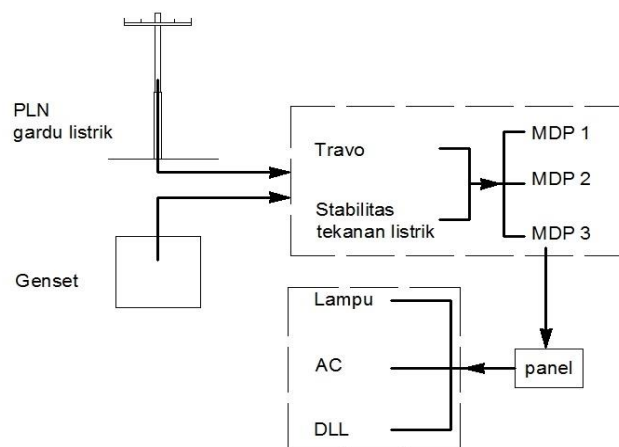 PLN
gardu listrik
Travo
MDP 1
MDP 2
Stabilitas
tekanan listrik
MDP 3
Genset
Lampu
AC
panel
DLL